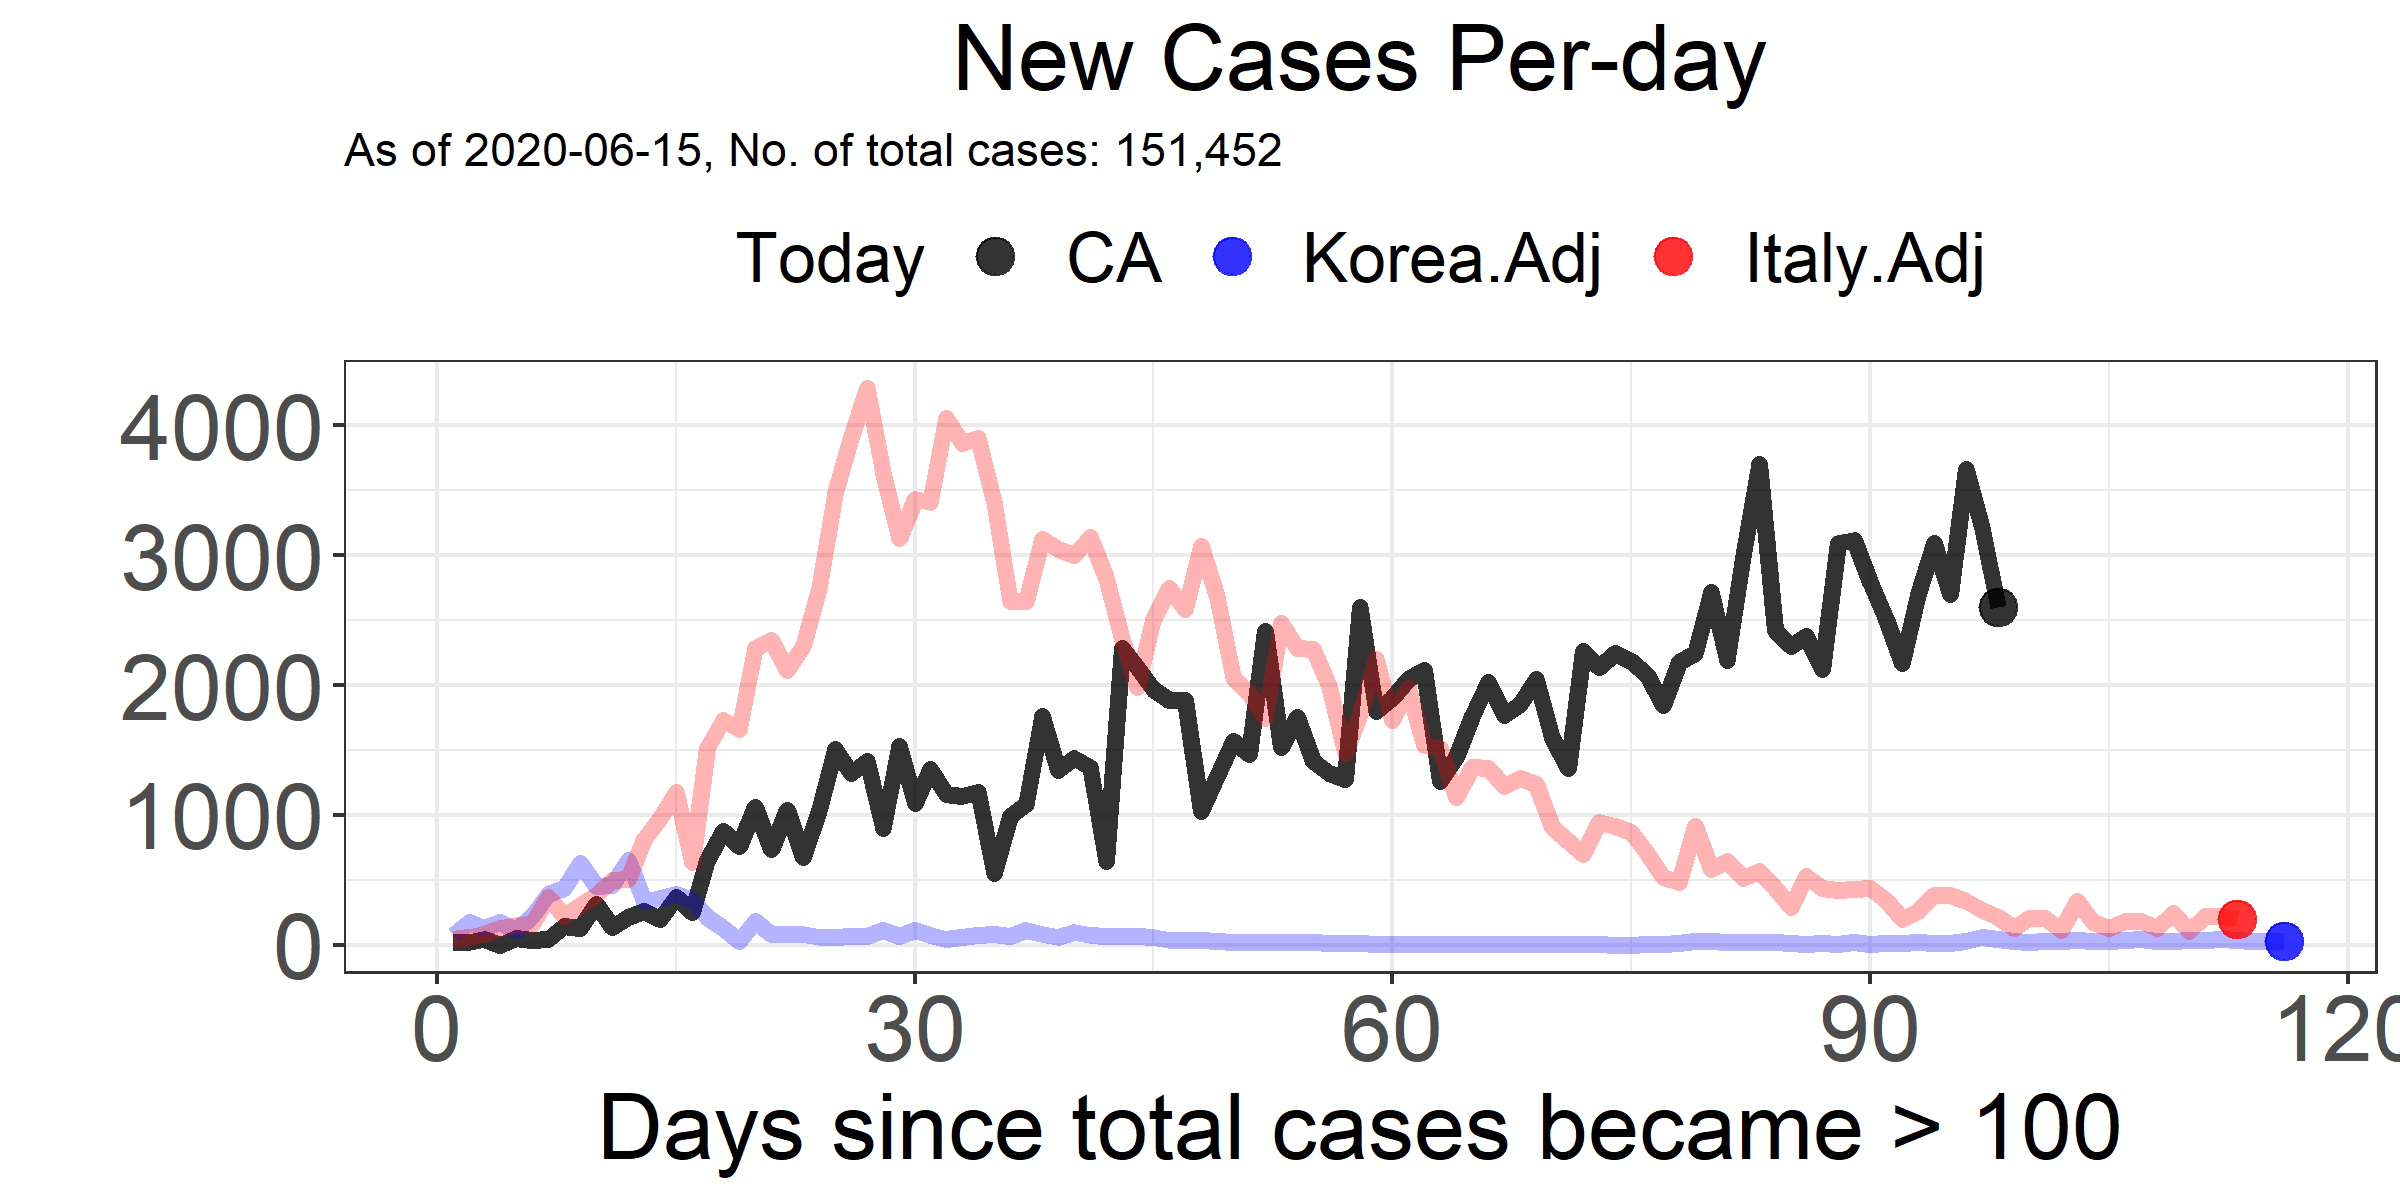 New Cases Per-day
As of 2020-06-15, No. of total cases: 151,452
Today CA Korea.Adj Italy.Adj
4000
3000
2000
1000
0
0 30 60 90 120
Days since total cases became > 100